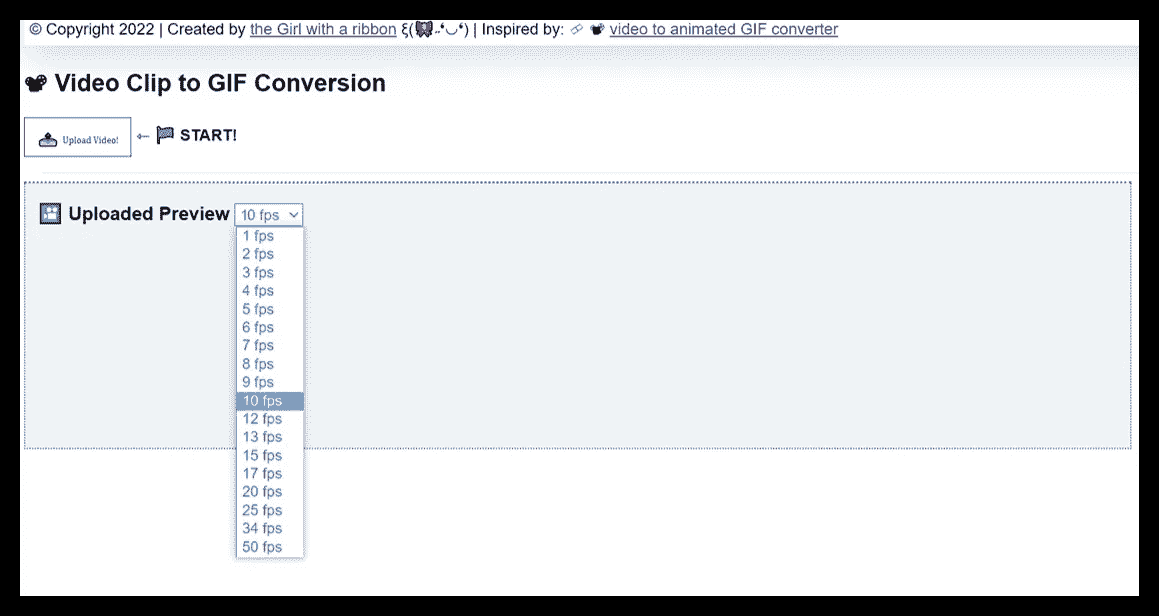 © Copyright 2022 | Created by the Girl with a ribbon ξ(🎀˶❛◡❛) | Inspired by: 🔗 📽 video to animated GIF converter
Video Clip to GIF Conversion
Upload Video! ⇽ START!
Uploaded Preview 10 fps
1 fps
2 fps
3 fps
4 fps
5 fps
6 fps
7 fps
8 fps
9 fps
10 fps
12 fps
13 fps
15 fps
17 fps
20 fps
25 fps
34 fps
50 fps